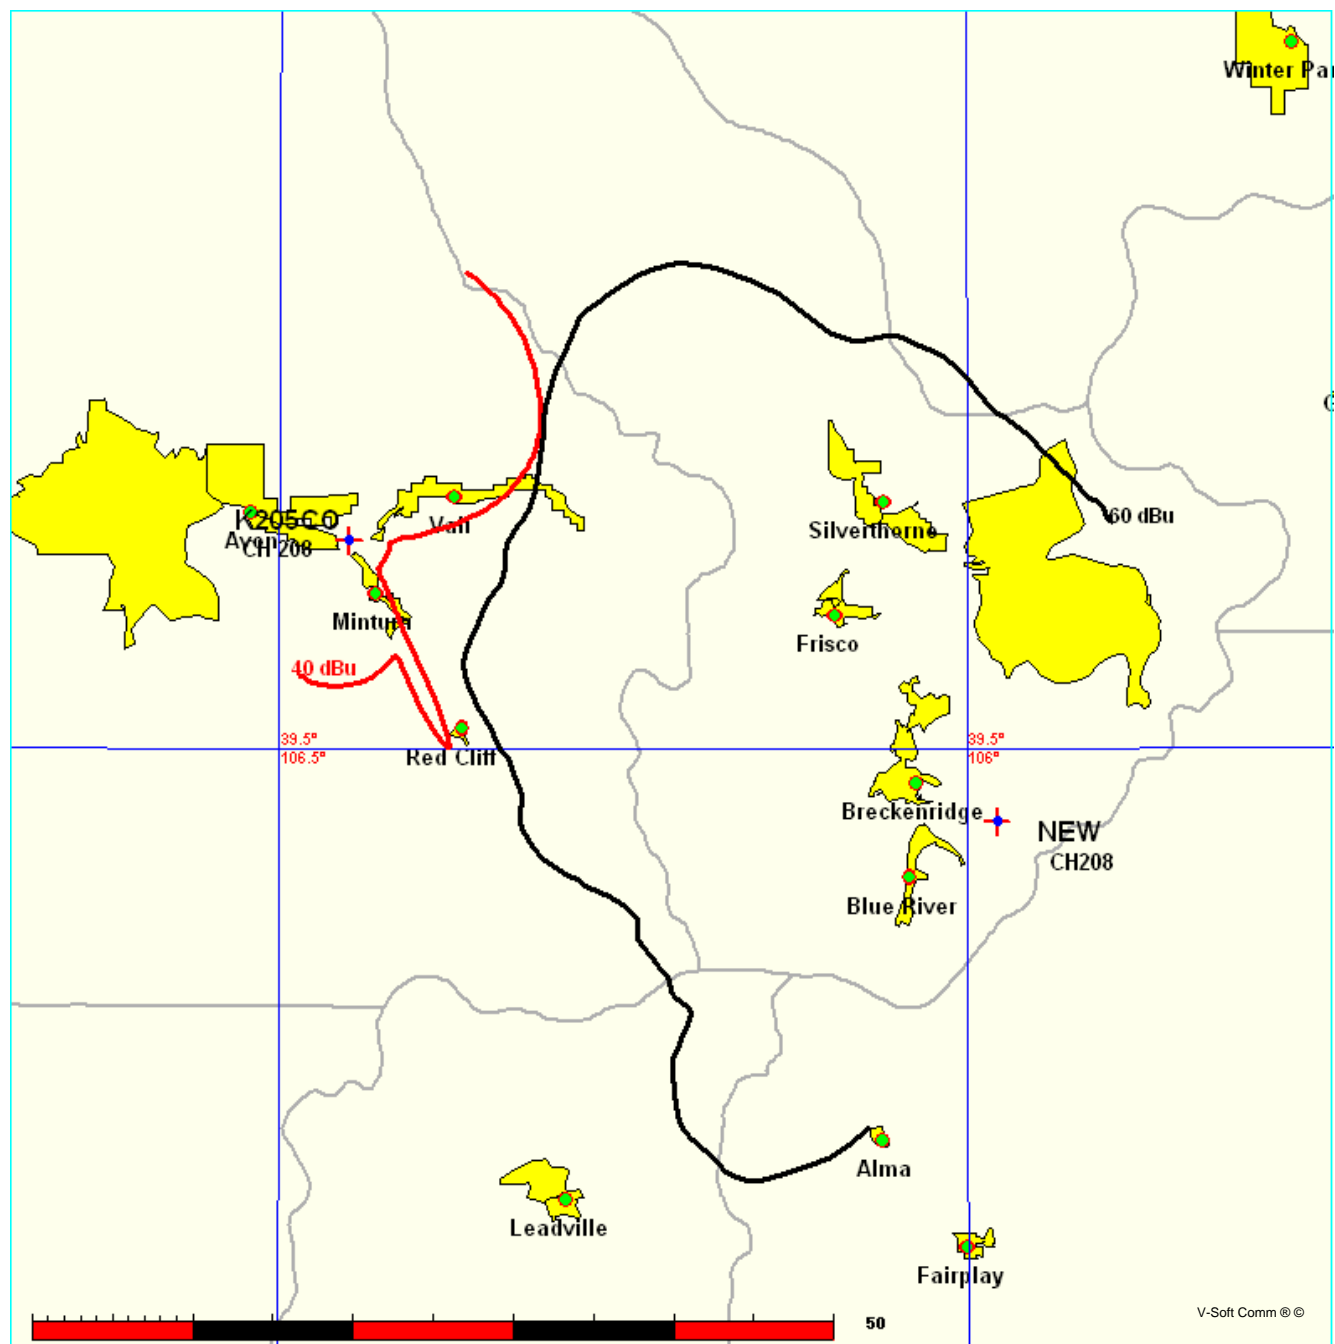 Winter Par
K205CO
Avon
CH 208
Vail
Silverthorne
60 dBu
Minturn
Frisco
40 dBu
Red Cliff
39.5°
106.5°
39.5°
106°
Breckenridge
NEW
CH208
Blue River
Alma
Leadville
Fairplay
50
V-Soft Comm ® ©